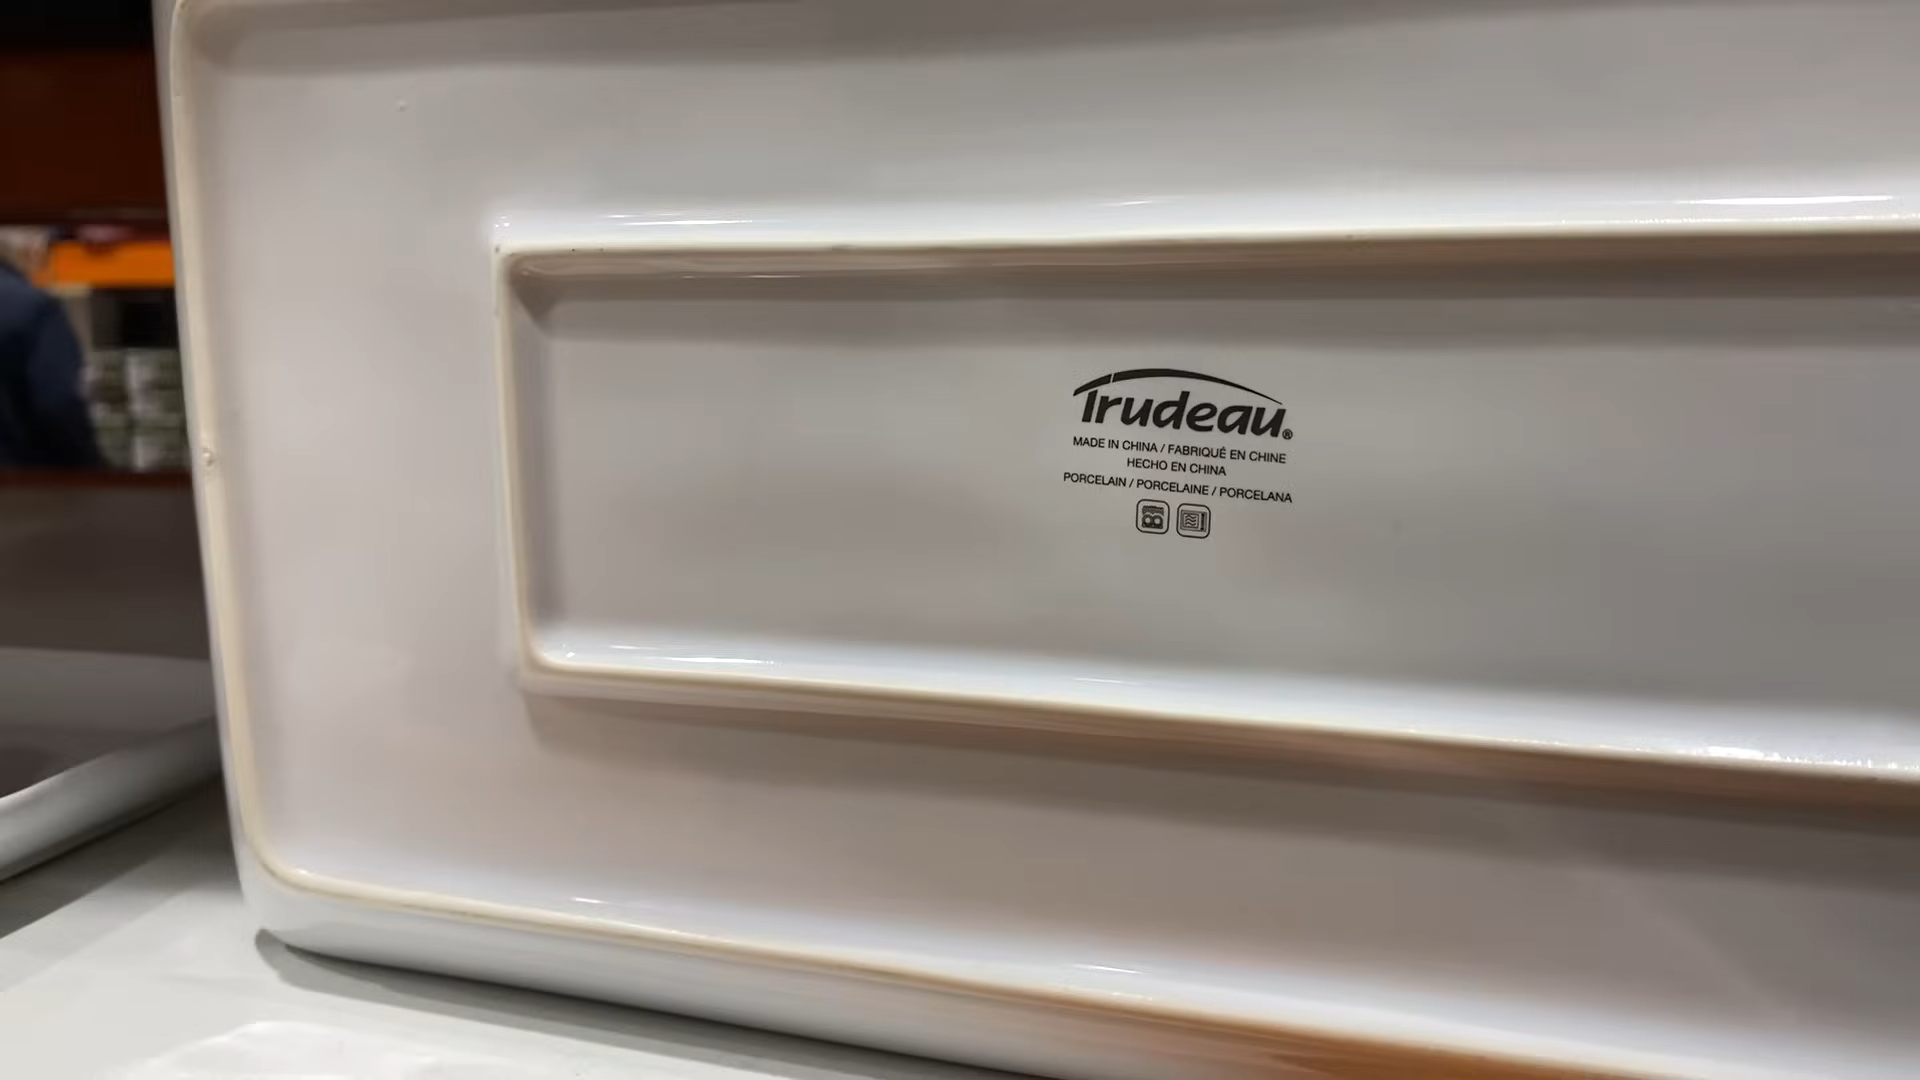 Trudeau®
MADE IN CHINA / FABRIQUÉ EN CHINE
HECHO EN CHINA
PORCELAIN / PORCELAINE / PORCELANA